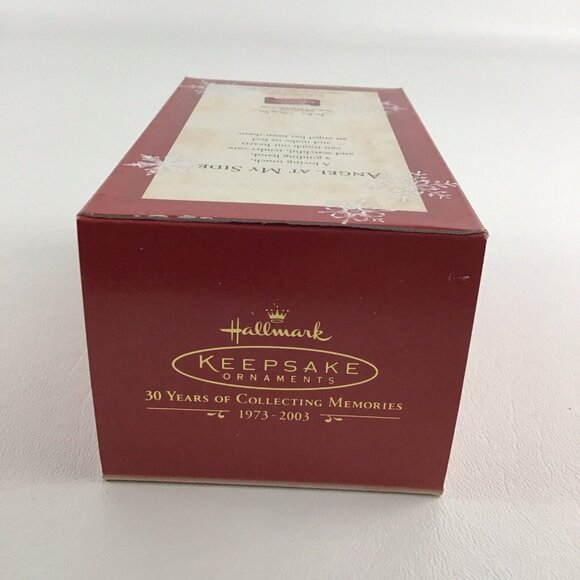 Hallmark
KEEPSAKE
ORNAMENTS
30 YEARS OF COLLECTING MEMORIES
1973 - 2003
ANGEL AT MY SIDE
A loving touch,
a guiding hand,
and watchful, tender care
can touch our hearts
and make us feel
an angel has been there.